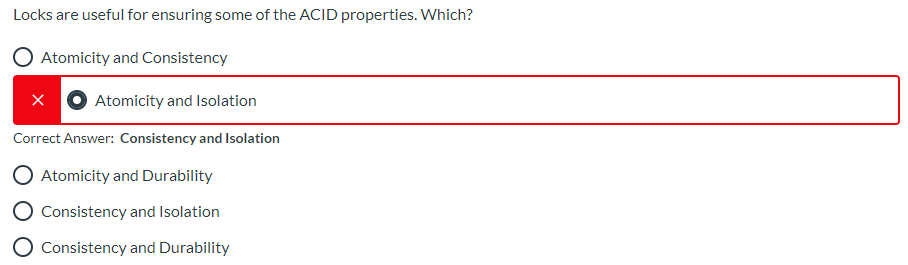 Locks are useful for ensuring some of the ACID properties. Which?
Atomicity and Consistency
Atomicity and Isolation
Correct Answer: Consistency and Isolation
Atomicity and Durability
Consistency and Isolation
Consistency and Durability